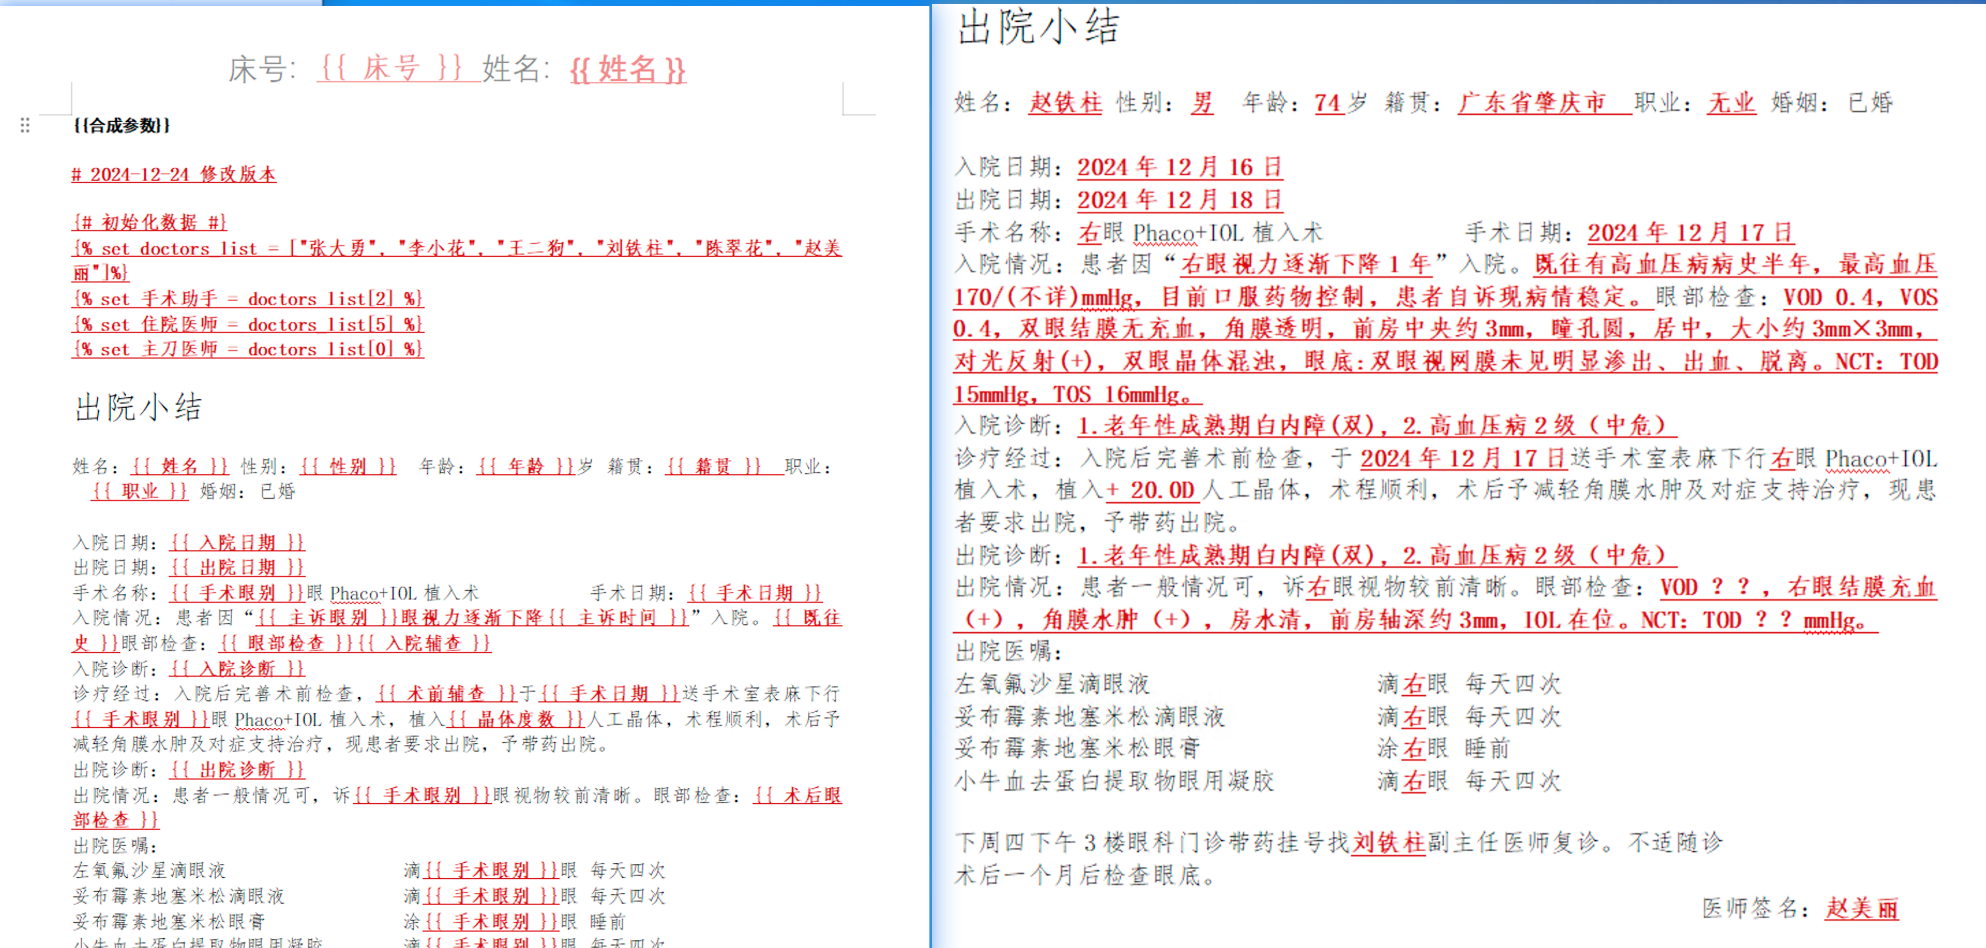 床号: {{ 床号 }} 姓名: {{ 姓名 }}
{{合成参数}}
# 2024-12-24 修改版本
{# 初始化数据 #}
{% set doctors_list = ["张大勇", "李小花", "王二狗", "刘铁柱", "陈翠花", "赵美
丽"]%}
{% set 手术助手 = doctors_list[2] %}
{% set 住院医师 = doctors_list[5] %}
{% set 主刀医师 = doctors_list[0] %}
出院小结
姓名: {{ 姓名 }} 性别: {{ 性别 }} 年龄: {{ 年龄 }}岁 籍贯: {{ 籍贯 }} 职业:
{{ 职业 }} 婚姻: 已婚
入院日期: {{ 入院日期 }}
出院日期: {{ 出院日期 }}
手术名称: {{ 手术眼别 }}眼 Phaco+IOL 植入术 手术日期: {{ 手术日期 }}
入院情况: 患者因“{{ 主诉眼别 }}眼视力逐渐下降{{ 主诉时间 }}”入院。{{ 既往
史 }}眼部检查: {{ 眼部检查 }}{{ 入院辅查 }}
入院诊断: {{ 入院诊断 }}
诊疗经过: 入院后完善术前检查, {{ 术前辅查 }}于{{ 手术日期 }}送手术室表麻下行
{{ 手术眼别 }}眼 Phaco+IOL 植入术, 植入{{ 晶体度数 }}人工晶体, 术程顺利, 术后予
减轻角膜水肿及对症支持治疗, 现患者要求出院, 予带药出院。
出院诊断: {{ 出院诊断 }}
出院情况: 患者一般情况可, 诉{{ 手术眼别 }}眼视物较前清晰。眼部检查: {{ 术后眼
部检查 }}
出院医嘱:
左氧氟沙星滴眼液 滴{{ 手术眼别 }}眼 每天四次
妥布霉素地塞米松滴眼液 滴{{ 手术眼别 }}眼 每天四次
妥布霉素地塞米松眼膏 涂{{ 手术眼别 }}眼 睡前
小牛血去蛋白提取物眼用凝胶 滴{{ 手术眼别 }}眼 每天四次
出院小结
姓名: 赵铁柱 性别: 男 年龄: 74岁 籍贯: 广东省肇庆市 职业: 无业 婚姻: 已婚
入院日期: 2024年12月16日
出院日期: 2024年12月18日
手术名称: 右眼 Phaco+IOL 植入术 手术日期: 2024年12月17日
入院情况: 患者因“右眼视力逐渐下降1年”入院。既往有高血压病病史半年, 最高血压
170/(不详)mmHg, 目前口服药物控制, 患者自诉现病情稳定。眼部检查: VOD 0.4, VOS
0.4, 双眼结膜无充血, 角膜透明, 前房中央约3mm, 瞳孔圆, 居中, 大小约3mm×3mm,
对光反射(+), 双眼晶体混浊, 眼底:双眼视网膜未见明显渗出、出血、脱离。NCT: TOD
15mmHg, TOS 16mmHg。
入院诊断: 1.老年性成熟期白内障(双), 2.高血压病2级（中危）
诊疗经过: 入院后完善术前检查, 于2024年12月17日送手术室表麻下行右眼 Phaco+IOL
植入术, 植入+ 20.0D人工晶体, 术程顺利, 术后予减轻角膜水肿及对症支持治疗, 现患
者要求出院, 予带药出院。
出院诊断: 1.老年性成熟期白内障(双), 2.高血压病2级（中危）
出院情况: 患者一般情况可, 诉右眼视物较前清晰。眼部检查: VOD ？？, 右眼结膜充血
（+）, 角膜水肿（+）, 房水清, 前房轴深约3mm, IOL在位。NCT: TOD ？？mmHg。
出院医嘱:
左氧氟沙星滴眼液 滴右眼 每天四次
妥布霉素地塞米松滴眼液 滴右眼 每天四次
妥布霉素地塞米松眼膏 涂右眼 睡前
小牛血去蛋白提取物眼用凝胶 滴右眼 每天四次
下周四下午3楼眼科门诊带药挂号找刘铁柱副主任医师复诊。不适随诊
术后一个月后检查眼底。
医师签名: 赵美丽